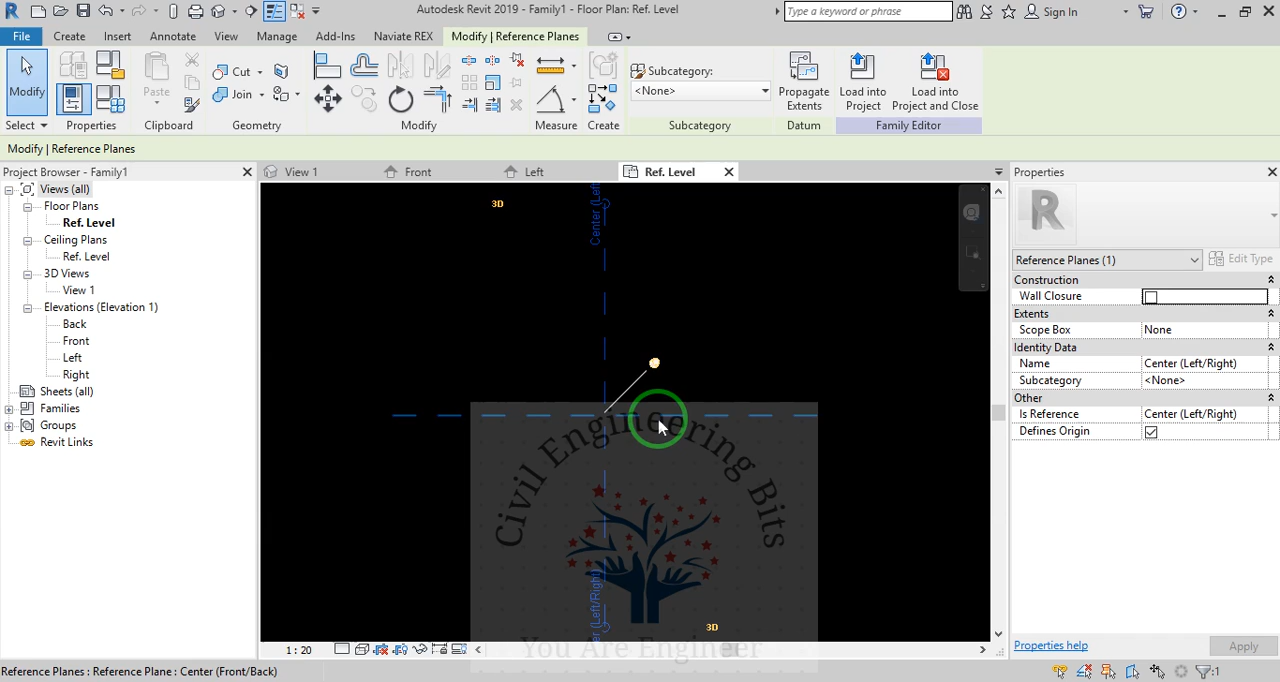 Autodesk Revit 2019 - Family1 - Floor Plan: Ref. Level
Type a keyword or phrase
Sign In
File
Create
Insert
Annotate
View
Manage
Add-Ins
Naviate REX
Modify | Reference Planes
Modify
Paste
Cut
Join
Subcategory:
<None>
Propagate
Extents
Load into
Project
Load into
Project and Close
Select
Properties
Clipboard
Geometry
Modify
Measure
Create
Subcategory
Datum
Family Editor
Modify | Reference Planes
Project Browser - Family1
Views (all)
Floor Plans
Ref. Level
Ceiling Plans
Ref. Level
3D Views
View 1
Elevations (Elevation 1)
Back
Front
Left
Right
Sheets (all)
Families
Groups
Revit Links
View 1
Front
Left
Ref. Level
3D
Center (Left
Civil Engineering Bits
er (Left/Right)
3D
You Are Engineer
1 : 20
Properties
R
Reference Planes (1)
Edit Type
Construction
Wall Closure
Extents
Scope Box
None
Identity Data
Name
Center (Left/Right)
Subcategory
<None>
Other
Is Reference
Center (Left/Right)
Defines Origin
Properties help
Apply
Reference Planes : Reference Plane : Center (Front/Back)
:1